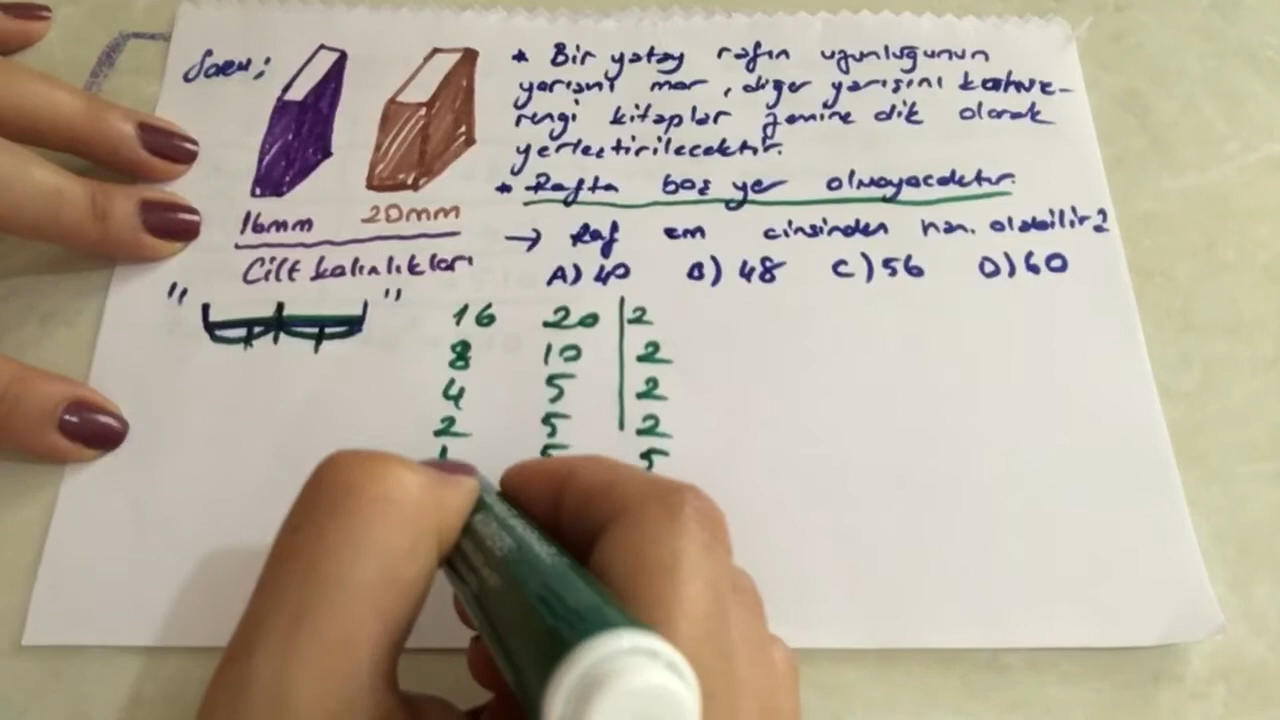 Soru:
* Bir yatay rafın uzunluğunun
yarısını mor, diğer yarısını kahve-
rengi kitaplar zemine dik olarak
yerleştirilecektir.
* Rafta boş yer olmayacaktır.
16mm 20mm
Cilt kalınlıkları
→ Raf cm cinsinden han. olabilir?
A) 40 B) 48 C) 56 D) 60
" "
16 20 | 2
8 10 | 2
4 5 | 2
2 5 | 2
5 5